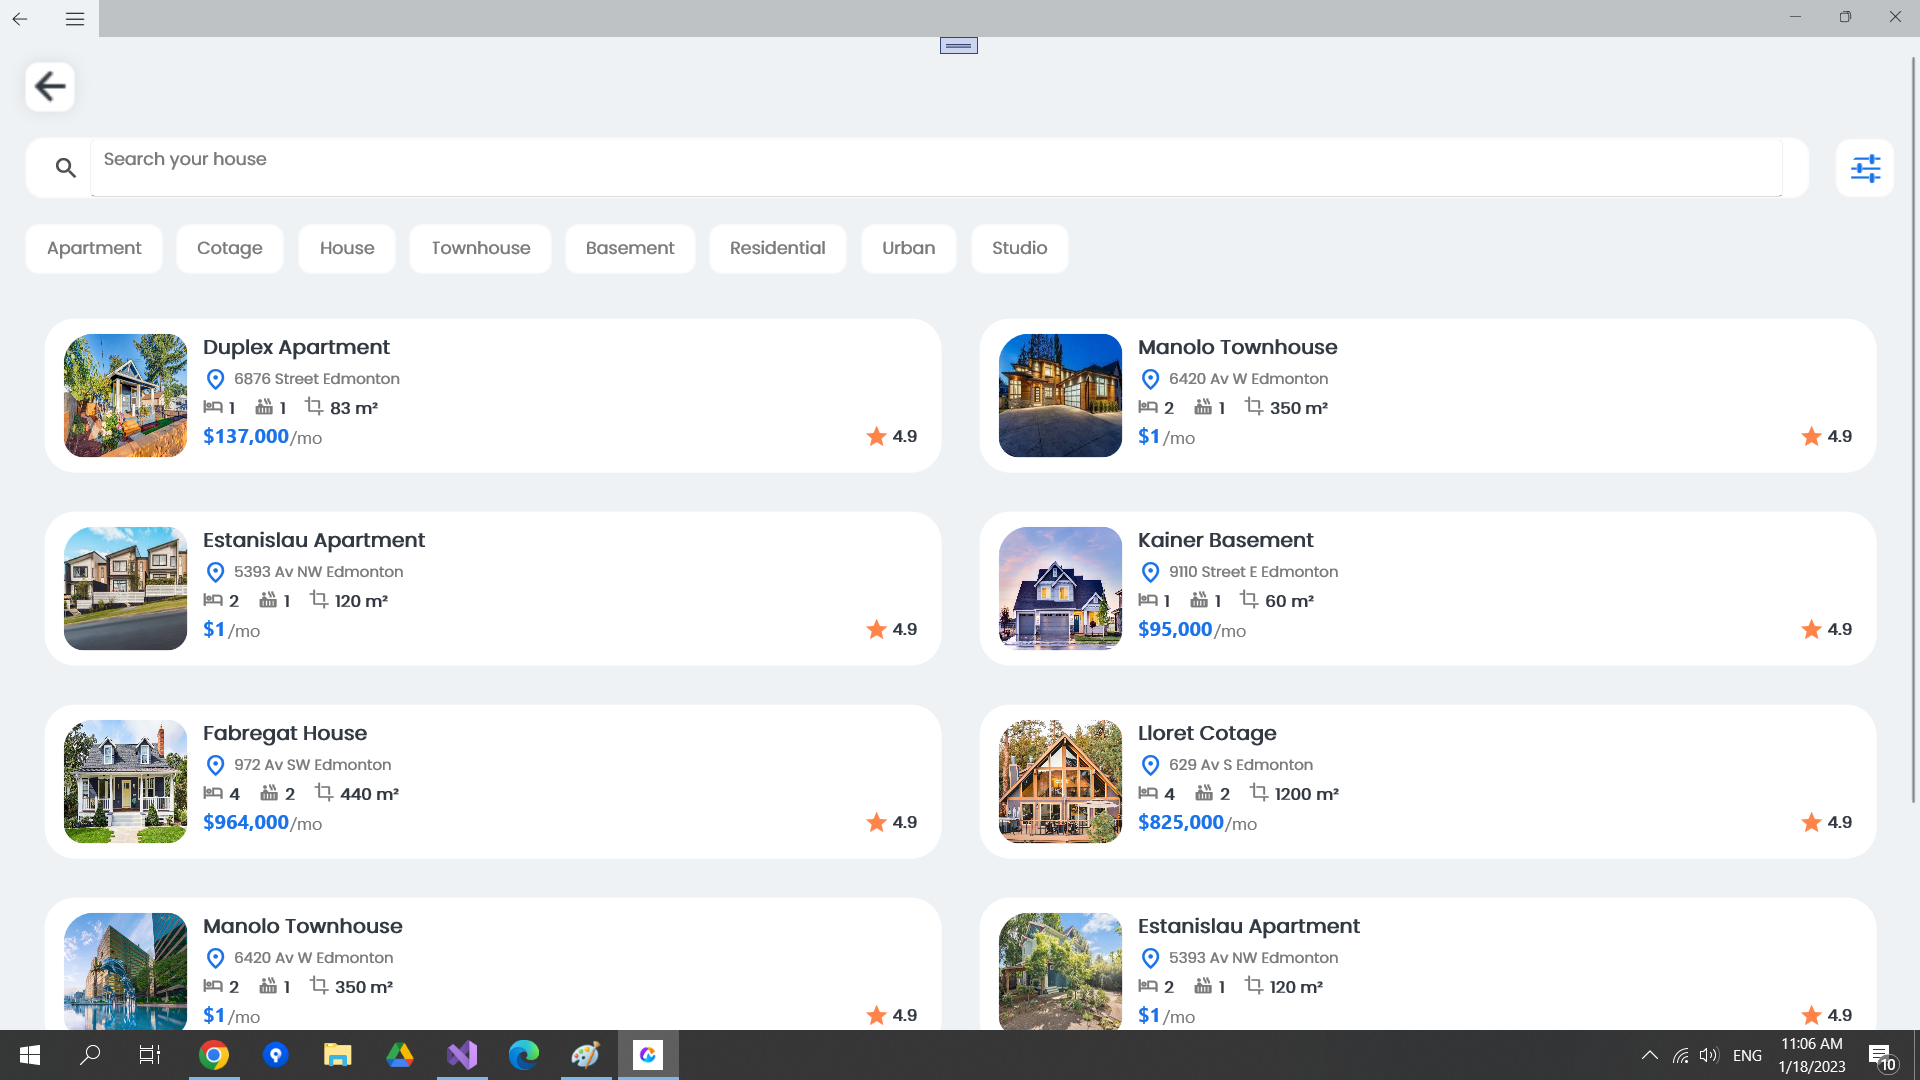 Search your house
Apartment
Cotage
House
Townhouse
Basement
Residential
Urban
Studio
Duplex Apartment
6876 Street Edmonton
1 1 83 m²
$137,000/mo
4.9
Manolo Townhouse
6420 Av W Edmonton
2 1 350 m²
$1/mo
4.9
Estanislau Apartment
5393 Av NW Edmonton
2 1 120 m²
$1/mo
4.9
Kainer Basement
9110 Street E Edmonton
1 1 60 m²
$95,000/mo
4.9
Fabregat House
972 Av SW Edmonton
4 2 440 m²
$964,000/mo
4.9
Lloret Cotage
629 Av S Edmonton
4 2 1200 m²
$825,000/mo
4.9
Manolo Townhouse
6420 Av W Edmonton
2 1 350 m²
$1/mo
4.9
Estanislau Apartment
5393 Av NW Edmonton
2 1 120 m²
$1/mo
4.9
ENG
11:06 AM
1/18/2023
10